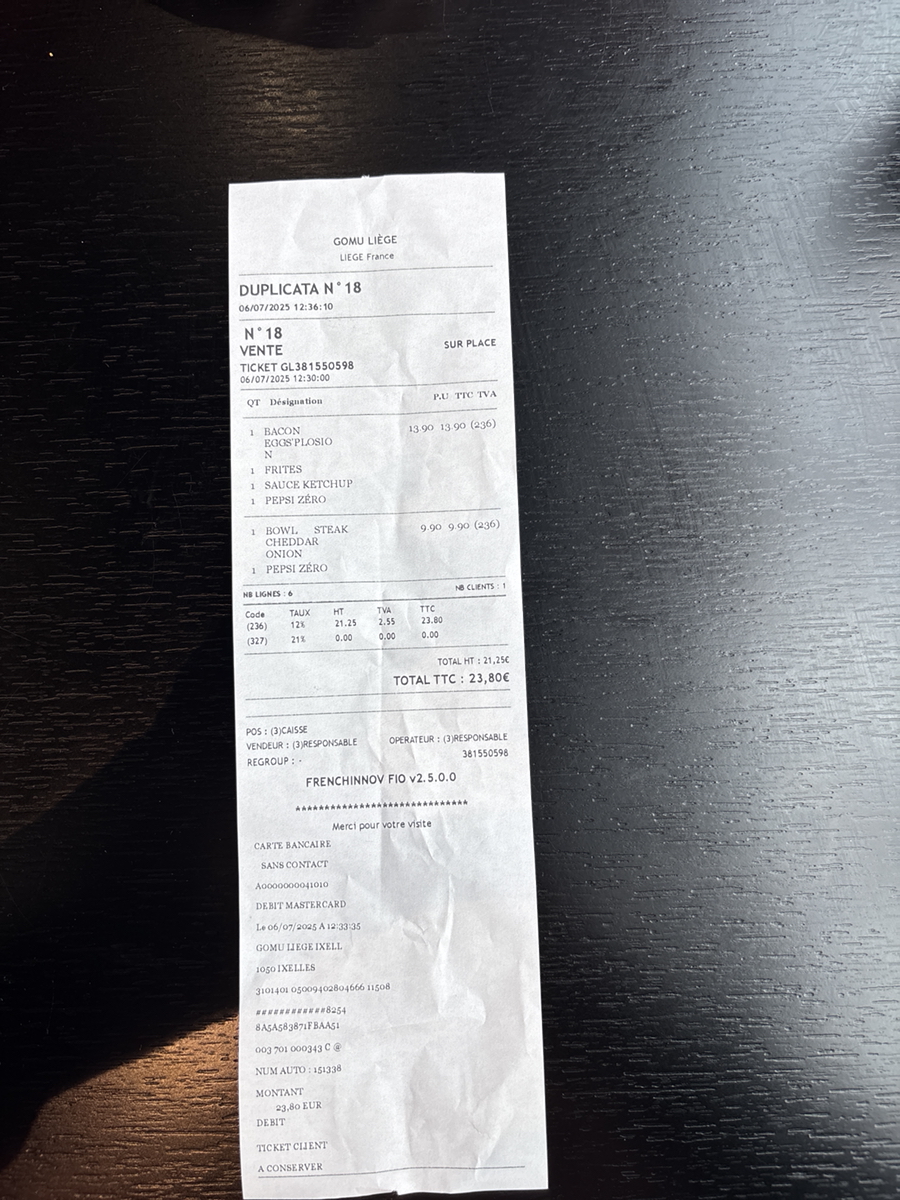 GOMU LIÈGE
LIEGE France
DUPLICATA N°18
06/07/2025 12:36:10
N°18
VENTE SUR PLACE
TICKET GL381550598
06/07/2025 12:30:00
QT Désignation P.U TTC TVA
1 BACON 13.90 13.90 (236)
EGGS'PLOSIO
N
1 FRITES
1 SAUCE KETCHUP
1 PEPSI ZÉRO
1 BOWL STEAK 9.90 9.90 (236)
CHEDDAR
ONION
1 PEPSI ZÉRO
NB LIGNES : 6 NB CLIENTS : 1
Code TAUX HT TVA TTC
(236) 12% 21.25 2.55 23.80
(327) 21% 0.00 0.00 0.00
TOTAL HT : 21,25€
TOTAL TTC : 23,80€
POS : (3)CAISSE
VENDEUR : (3)RESPONSABLE OPERATEUR : (3)RESPONSABLE
REGROUP : - 381550598
FRENCHINNOV FIO v2.5.0.0
******************************
Merci pour votre visite
CARTE BANCAIRE
SANS CONTACT
A0000000041010
DEBIT MASTERCARD
Le 06/07/2025 A 12:33:35
GOMU LIEGE IXELL
1050 IXELLES
3101401 05009402804666 11508
############8254
8A5A583871FBAA51
003 701 000343 C @
NUM AUTO : 151338
MONTANT
23,80 EUR
DEBIT
TICKET CLIENT
A CONSERVER